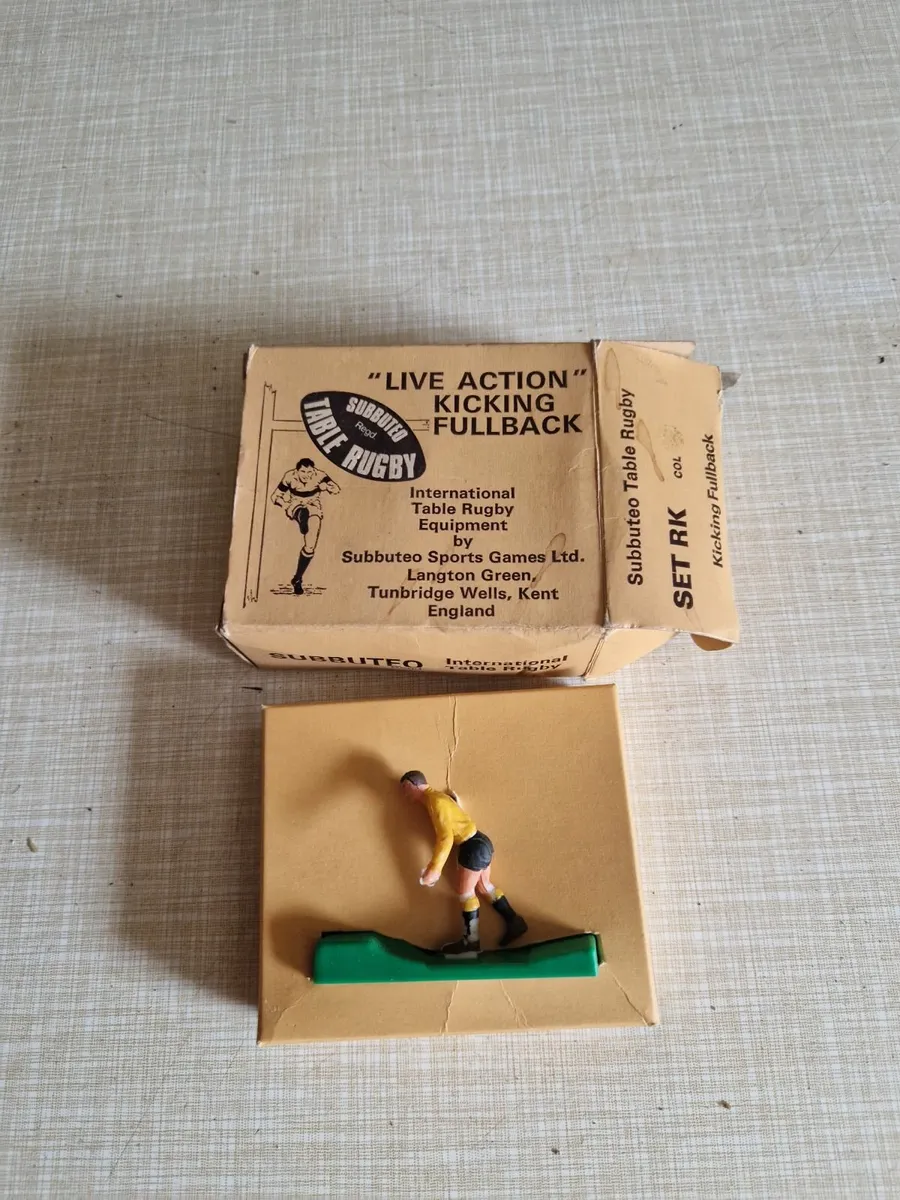 "LIVE ACTION"
KICKING
FULLBACK
SUBBUTEO
Regd
TABLE RUGBY
International
Table Rugby
Equipment
by
Subbuteo Sports Games Ltd.
Langton Green,
Tunbridge Wells, Kent
England
Subbuteo Table Rugby
SET RK COL
Kicking Fullback
SUBBUTEO
International
Table Rugby